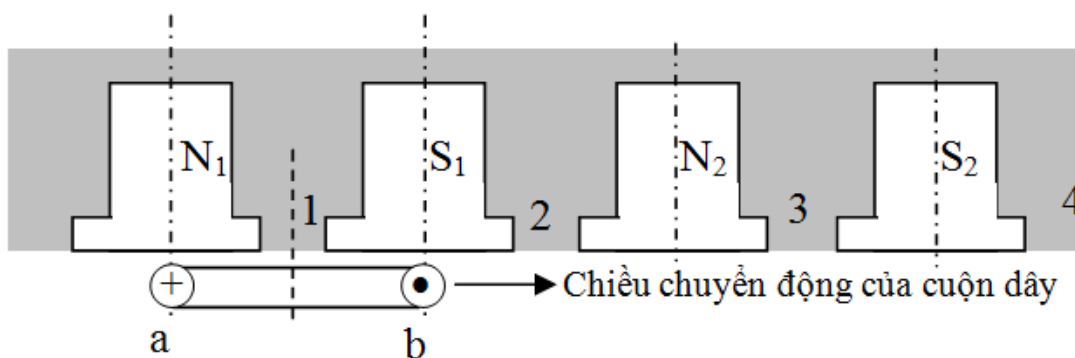 N₁ S₁ N₂ S₂
1 2 3 4
+ • Chiều chuyển động của cuộn dây
a b